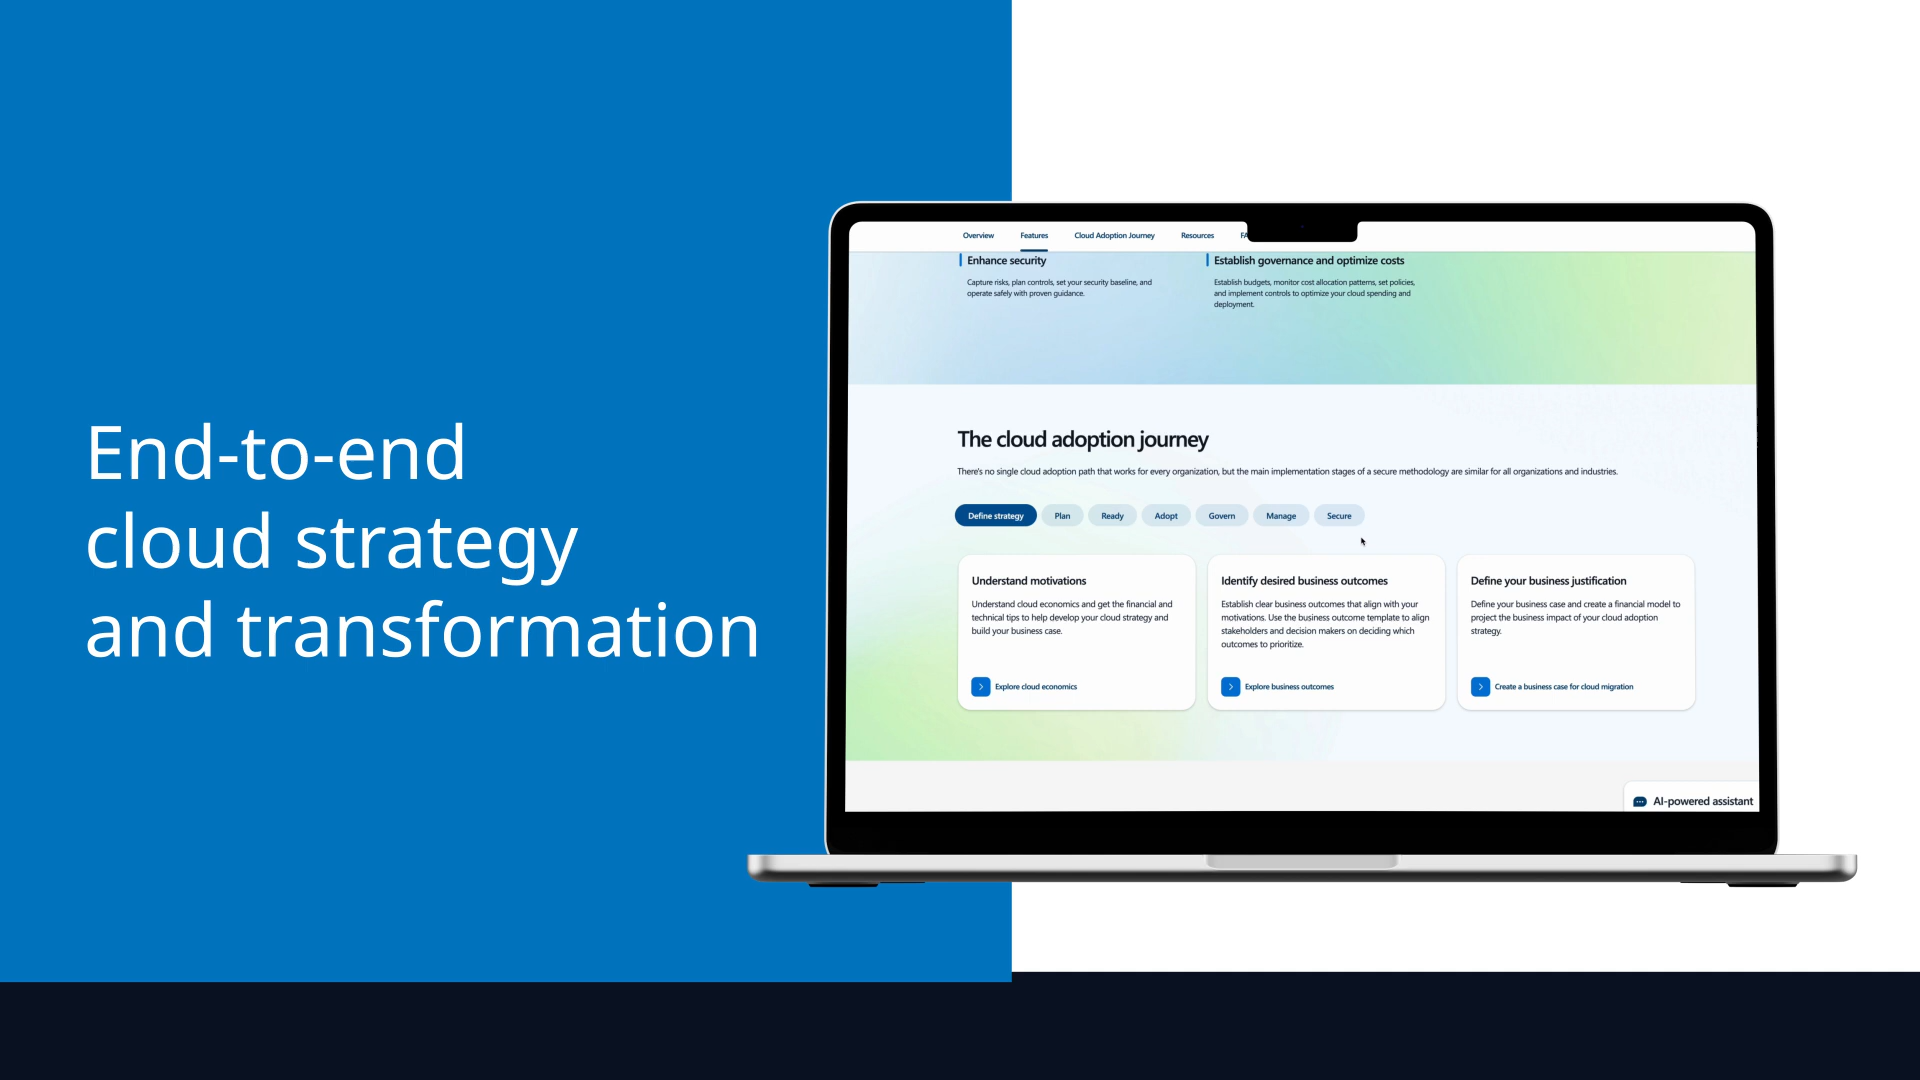 End-to-end
cloud strategy
and transformation
Overview Features Cloud Adoption Journey Resources
Enhance security
Capture risks, plan controls, set your security baseline, and
operate safely with proven guidance.
Establish governance and optimize costs
Establish budgets, monitor cost allocation patterns, set policies,
and implement controls to optimize your cloud spending and
deployment.
The cloud adoption journey
There's no single cloud adoption path that works for every organization, but the main implementation stages of a secure methodology are similar for all organizations and industries.
Define strategy Plan Ready Adopt Govern Manage Secure
Understand motivations
Understand cloud economics and get the financial and
technical tips to help develop your cloud strategy and
build your business case.
Explore cloud economics
Identify desired business outcomes
Establish clear business outcomes that align with your
motivations. Use the business outcome template to align
stakeholders and decision makers on deciding which
outcomes to prioritize.
Explore business outcomes
Define your business justification
Define your business case and create a financial model to
project the business impact of your cloud adoption
strategy.
Create a business case for cloud migration
AI-powered assistant